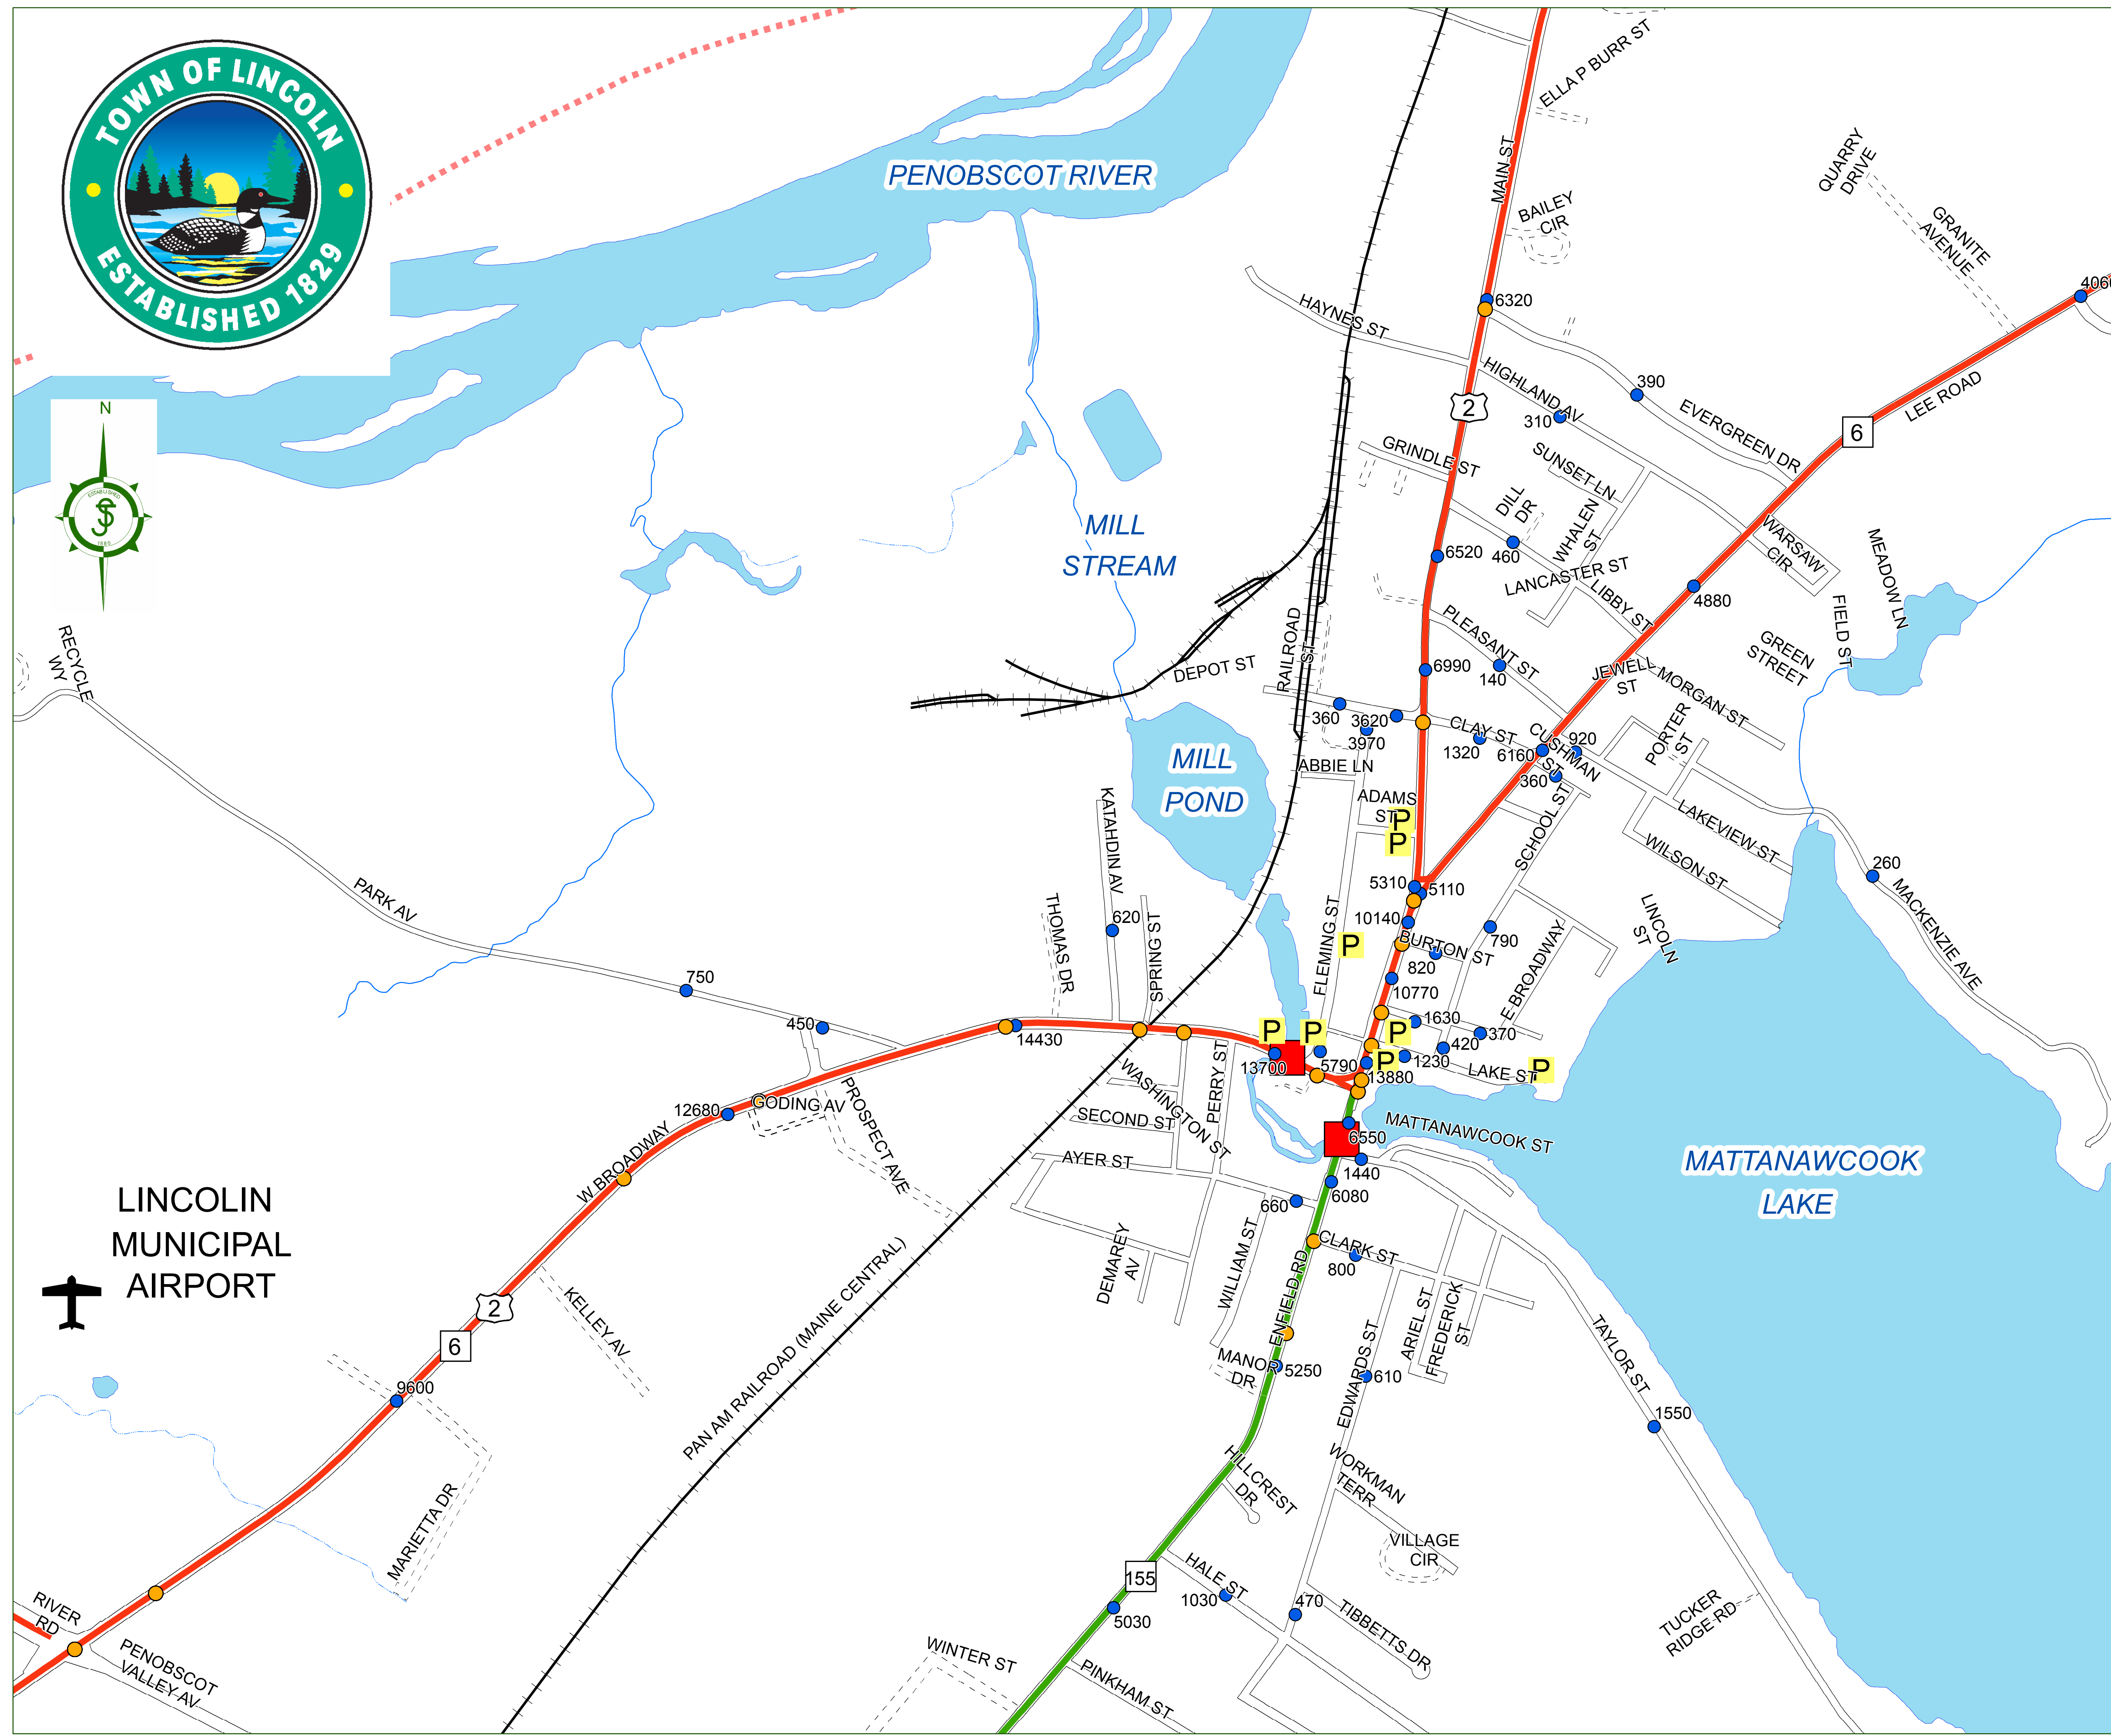 TOWN OF LINCOLN
ESTABLISHED 1829
N
ESTABLISHED
1880
PENOBSCOT RIVER
MILL
STREAM
MILL
POND
MATTANAWCOOK
LAKE
LINCOLIN
MUNICIPAL
AIRPORT
ELLA P BURR ST
MAIN ST
BAILEY
CIR
QUARRY
DRIVE
GRANITE
AVENUE
4060
6320
HAYNES ST
HIGHLAND AV
310
390
EVERGREEN DR
LEE ROAD
6
2
GRINDLE ST
SUNSET LN
DILL
DR
WHALEN
ST
460
6520
LANCASTER ST
LIBBY ST
WARSAW
CIR
4880
MEADOW LN
FIELD ST
GREEN
STREET
PLEASANT ST
140
6990
JEWELL
ST
MORGAN ST
PORTER
ST
RAILROAD
ST
DEPOT ST
360
3620
3970
CLAY ST
1320
6160
CUSHMAN
ST
920
360
ABBIE LN
ADAMS
ST
P
P
SCHOOL ST
LAKEVIEW ST
WILSON ST
260
MACKENZIE AVE
LINCOLN
ST
5310
5110
10140
BURTON ST
820
790
E BROADWAY
FLEMING ST
P
10770
1630
370
420
1230
LAKE ST
P
P
P
P
P
P
5790
13880
13700
6550
MATTANAWCOOK ST
1440
6080
660
RECYCLE
WY
PARK AV
750
450
KATAHDIN AV
620
SPRING ST
THOMAS DR
14430
12680
GODING AV
PROSPECT AVE
W BROADWAY
WASHINGTON ST
PERRY ST
SECOND ST
AYER ST
DEMAREY
AV
WILLIAM ST
ENFIELD RD
CLARK ST
800
ARIEL ST
FREDERICK
ST
EDWARDS ST
610
MANOR
DR
5250
TAYLOR ST
1550
KELLEY AV
2
6
9600
PAN AM RAILROAD (MAINE CENTRAL)
MARIETTA DR
HILLCREST
DR
WORKMAN
TERR
VILLAGE
CIR
155
HALE ST
1030
470
TIBBETTS DR
5030
TUCKER
RIDGE RD
RIVER
RD
PENOBSCOT
VALLEY AV
WINTER ST
PINKHAM ST